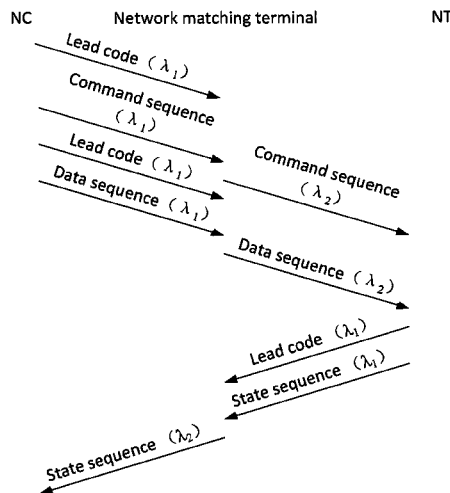 NC Network matching terminal NT
Lead code (λ1)
Command sequence
(λ1)
Lead code (λ1)
Data sequence (λ1)
Command sequence
(λ2)
Data sequence (λ2)
Lead code (λ1)
State sequence (λ1)
State sequence (λ2)